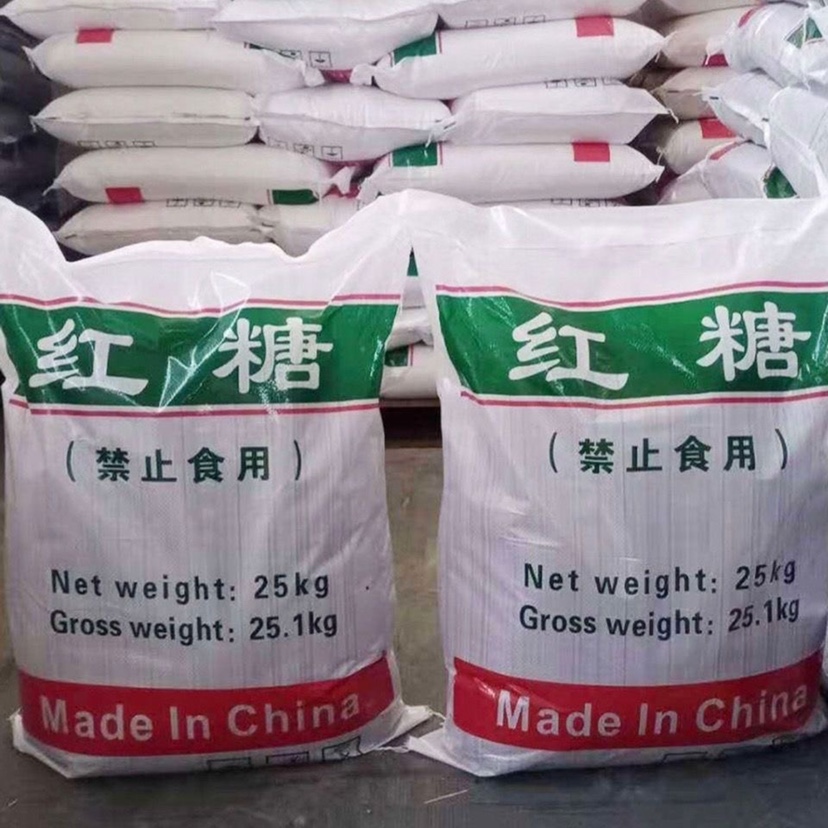 红糖
（禁止食用）
Net weight: 25kg
Gross weight: 25.1kg
Made In China
红糖
（禁止食用）
Net weight: 25kg
Gross weight: 25.1kg
Made In China